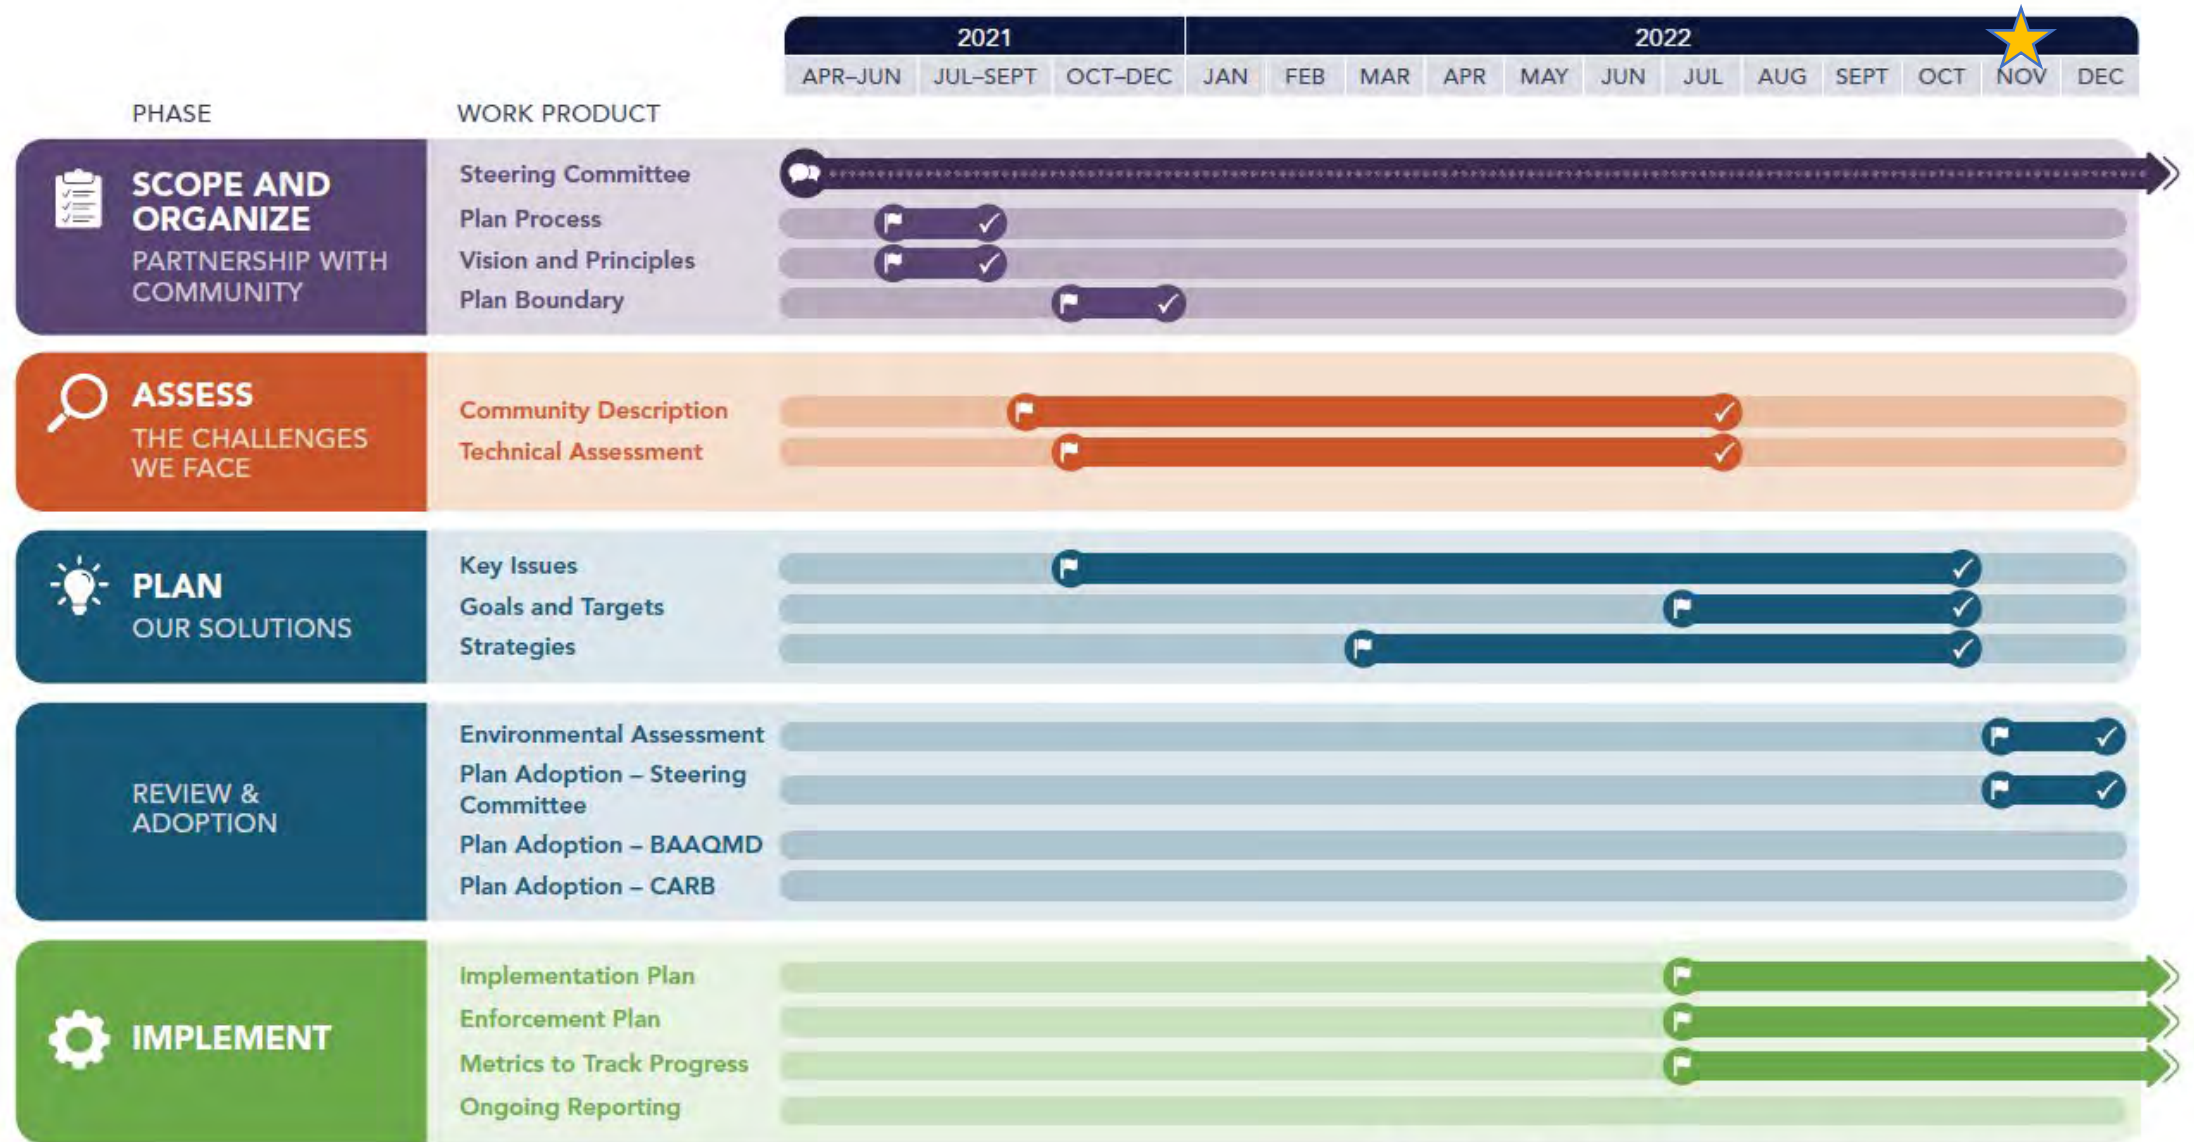 2021 2022
APR–JUN JUL–SEPT OCT–DEC JAN FEB MAR APR MAY JUN JUL AUG SEPT OCT NOV DEC
PHASE WORK PRODUCT
SCOPE AND
ORGANIZE
PARTNERSHIP WITH
COMMUNITY
Steering Committee
Plan Process
Vision and Principles
Plan Boundary
ASSESS
THE CHALLENGES
WE FACE
Community Description
Technical Assessment
PLAN
OUR SOLUTIONS
Key Issues
Goals and Targets
Strategies
REVIEW &
ADOPTION
Environmental Assessment
Plan Adoption – Steering
Committee
Plan Adoption – BAAQMD
Plan Adoption – CARB
IMPLEMENT
Implementation Plan
Enforcement Plan
Metrics to Track Progress
Ongoing Reporting